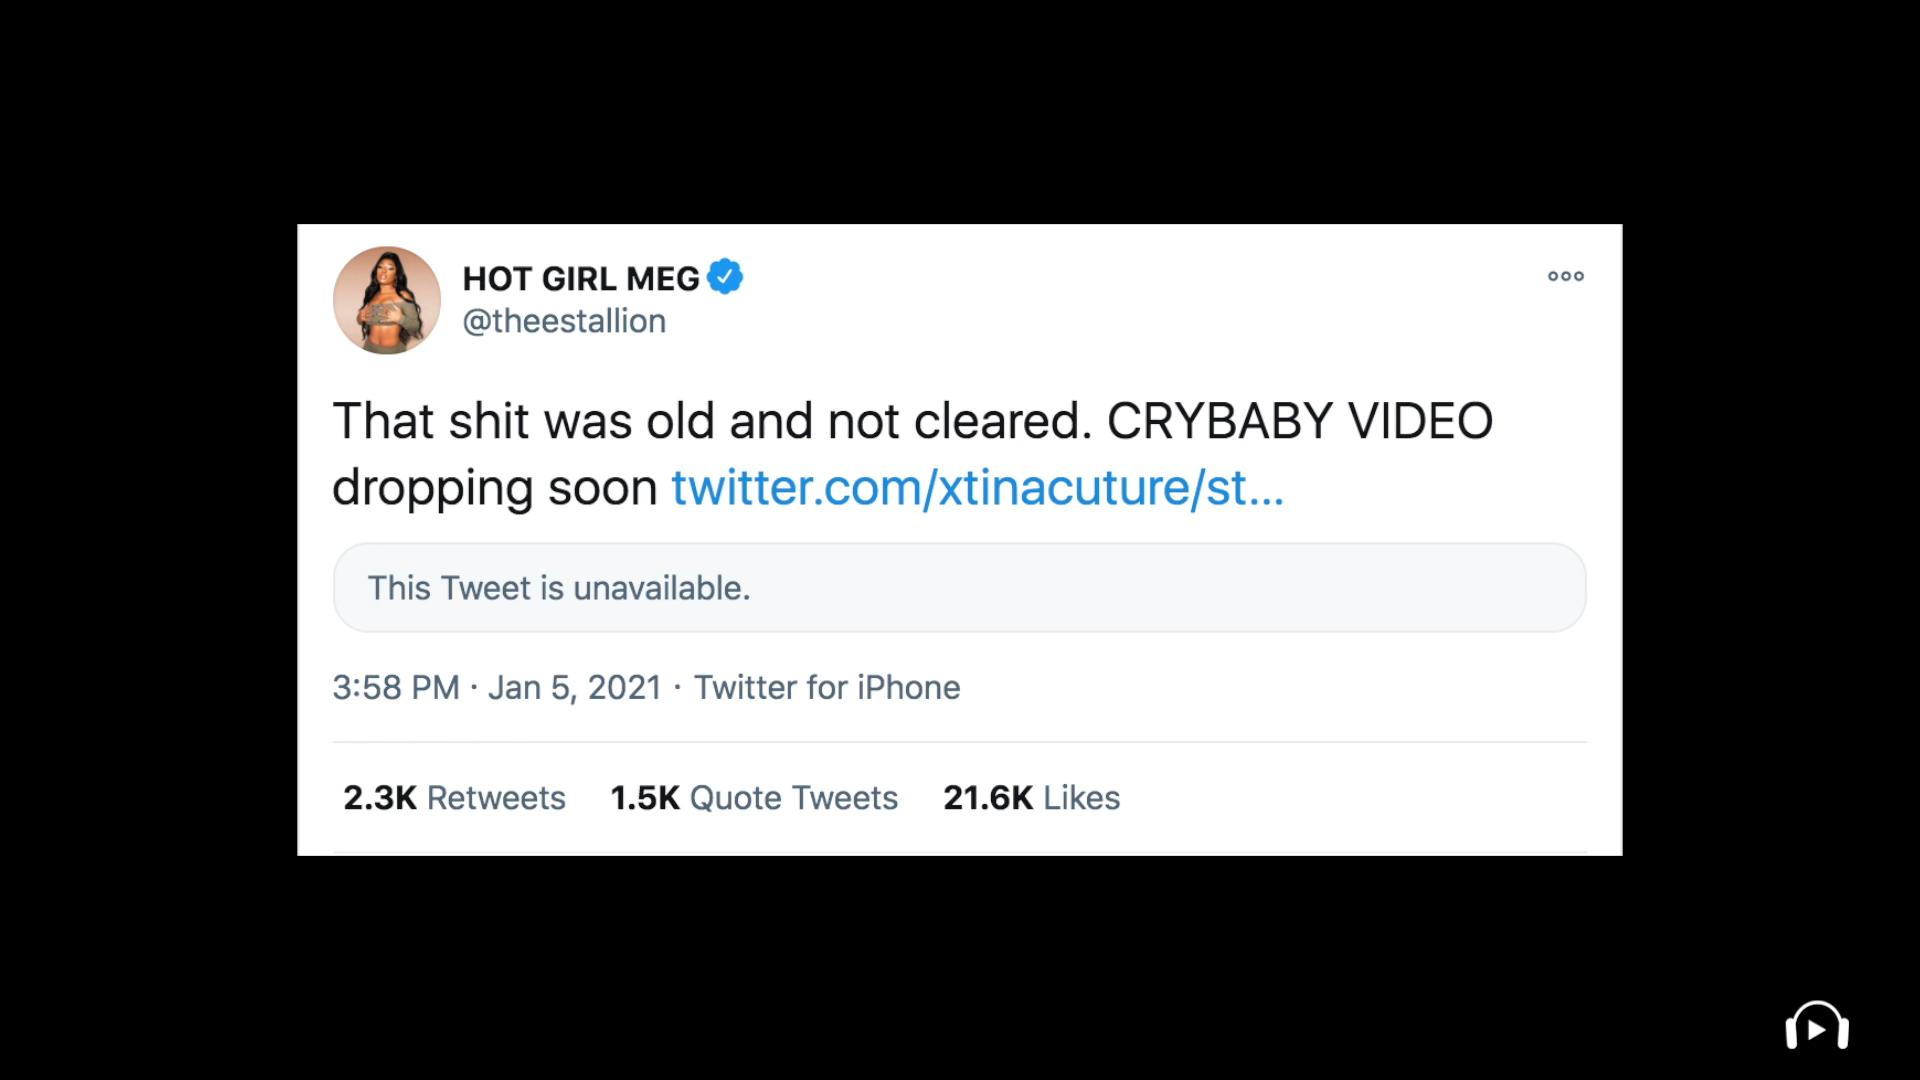 HOT GIRL MEG
@theestallion
That shit was old and not cleared. CRYBABY VIDEO
dropping soon twitter.com/xtinacuture/st...
This Tweet is unavailable.
3:58 PM · Jan 5, 2021 · Twitter for iPhone
2.3K Retweets 1.5K Quote Tweets 21.6K Likes